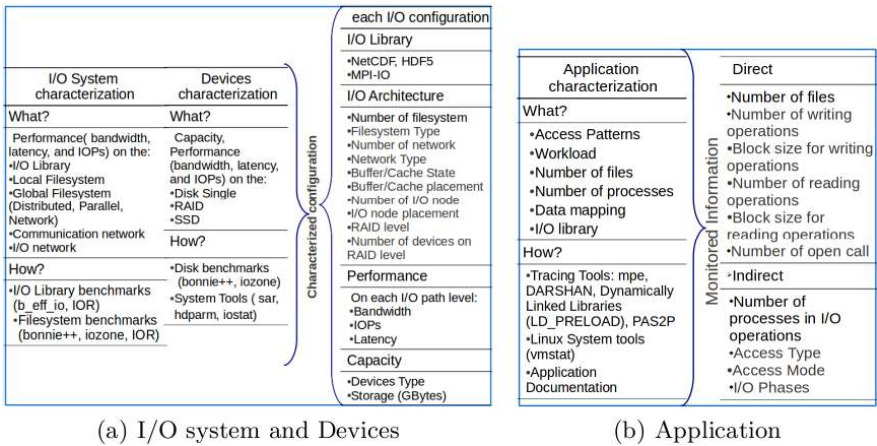 I/O System
characterization
What?
Performance( bandwidth,
latency, and IOPs) on the:
•I/O Library
•Local Filesystem
•Global Filesystem
(Distributed, Parallel,
Network)
•Communication network
•I/O network
How?
•I/O Library benchmarks
(b_eff_io, IOR)
•Filesystem benchmarks
(bonnie++, iozone, IOR)
Devices
characterization
What?
Capacity,
Performance
(bandwidth, latency,
and IOPs) on the:
•Disk Single
•RAID
•SSD
How?
•Disk benchmarks
(bonnie++, iozone)
•System Tools ( sar,
hdparm, iostat)
Characterized configuration
each I/O configuration
I/O Library
•NetCDF, HDF5
•MPI-IO
I/O Architecture
•Number of filesystem
•Filesystem Type
•Number of network
•Network Type
•Buffer/Cache State
•Buffer/Cache placement
•Number of I/O node
•I/O node placement
•RAID level
•Number of devices on
RAID level
Performance
On each I/O path level:
•Bandwidth
•IOPs
•Latency
Capacity
•Devices Type
•Storage (GBytes)
(a) I/O system and Devices
Application
characterization
What?
•Access Patterns
•Workload
•Number of files
•Number of processes
•Data mapping
•I/O library
How?
•Tracing Tools: mpe,
DARSHAN, Dynamically
Linked Libraries
(LD_PRELOAD), PAS2P
•Linux System tools
(vmstat)
•Application
Documentation
Monitored Information
Direct
•Number of files
•Number of writing
operations
•Block size for writing
operations
•Number of reading
operations
•Block size for
reading operations
•Number of open call
•Indirect
•Number of
processes in I/O
operations
•Access Type
•Access Mode
•I/O Phases
(b) Application